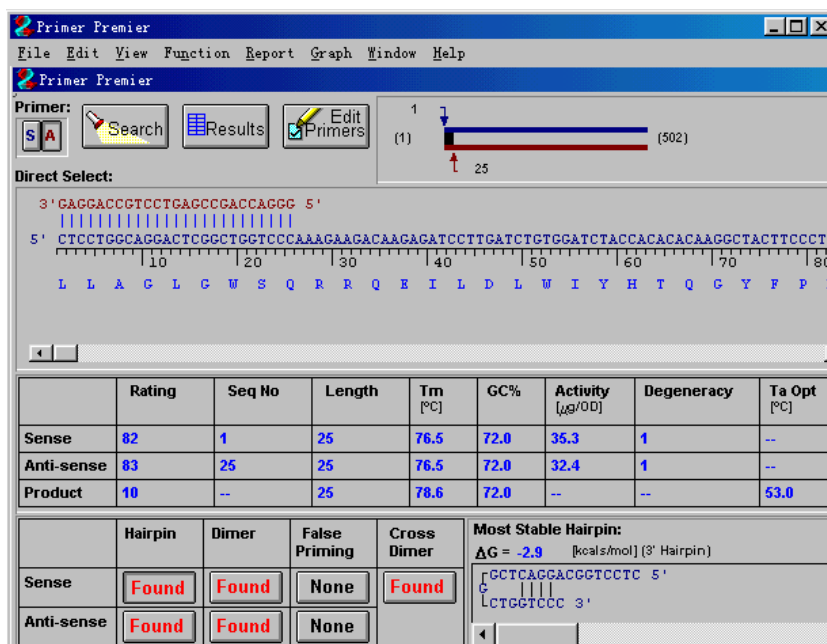 Primer Premier
File Edit View Function Report Graph Window Help
Primer Premier
Primer:
S A Search Results Edit Primers
1
(1) (502)
25
Direct Select:
3' GAGGACCGTCCTGAGCCGACCAGGG 5'
5' CTCCTGGCAGGACTCGGCTGGTCCCAAAGAAGACAAGAGATCCTTGATCTGTGGATCTACCACACACAAGGCTACTTCCCT
10 20 30 40 50 60 70 80
L L A G L G W S Q R R Q E I L D L W I Y H T Q G Y F P
Rating Seq No Length Tm [ºC] GC% Activity [µg/OD] Degeneracy Ta Opt [ºC]
Sense 82 1 25 76.5 72.0 35.3 1 --
Anti-sense 83 25 25 76.5 72.0 32.4 1 --
Product 10 -- 25 78.6 72.0 -- -- 53.0
Hairpin Dimer False Priming Cross Dimer
Sense Found Found None Found
Anti-sense Found Found None
Most Stable Hairpin:
ΔG = -2.9 [kcals/mol] (3' Hairpin)
GCTCAGGACGGTCCTC 5'
G
CTGGTCCC 3'